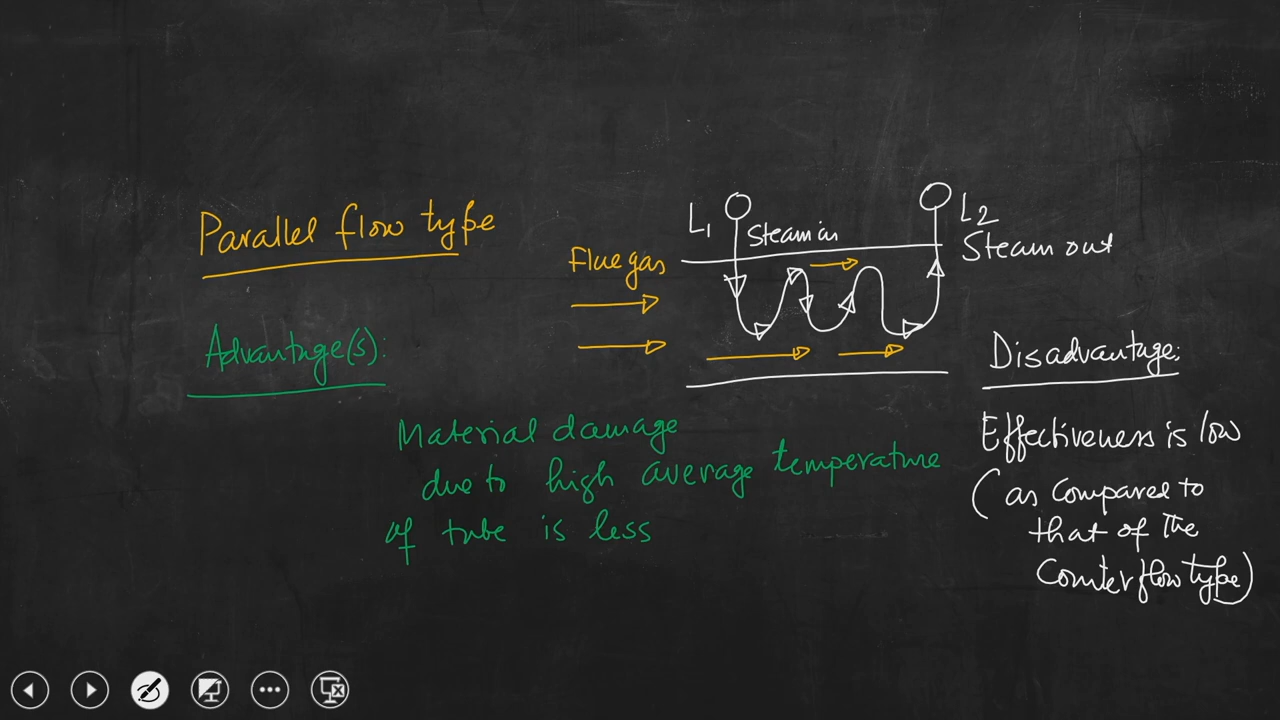 Parallel flow type
Advantage(s):
Material damage
due to high average temperature
of tube is less
Flue gas
L1
Steam in
L2
Steam out
Disadvantage:
Effectiveness is low
(as compared to
that of the
Counter flow type)